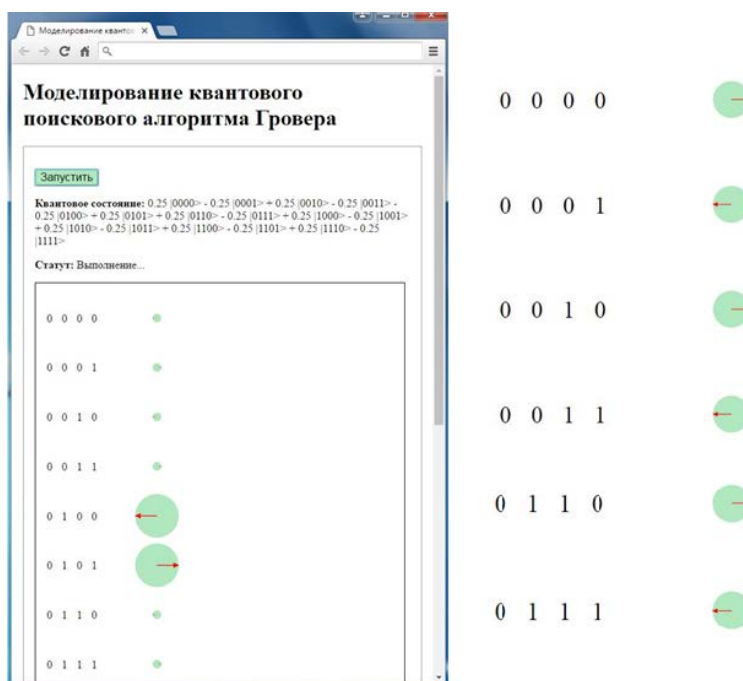 Моделирование кванто
Моделирование квантового
поискового алгоритма Гровера
Запустить
Квантовое состояние: 0.25 |0000> - 0.25 |0001> + 0.25 |0010> - 0.25 |0011> -
0.25 |0100> + 0.25 |0101> + 0.25 |0110> - 0.25 |0111> + 0.25 |1000> - 0.25 |1001>
+ 0.25 |1010> - 0.25 |1011> + 0.25 |1100> - 0.25 |1101> + 0.25 |1110> - 0.25
|1111>
Статут: Выполнение...
0 0 0 0
0 0 0 1
0 0 1 0
0 0 1 1
0 1 0 0
0 1 0 1
0 1 1 0
0 1 1 1
0 0 0 0
0 0 0 1
0 0 1 0
0 0 1 1
0 1 1 0
0 1 1 1